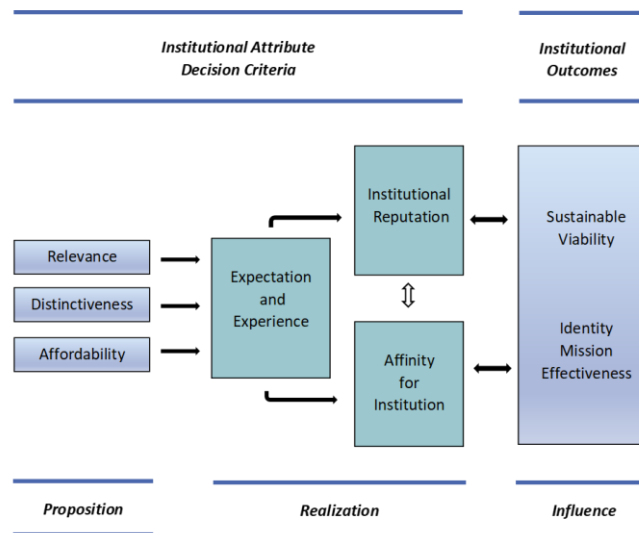 Institutional Attribute
Decision Criteria
Institutional
Outcomes
Relevance
Distinctiveness
Affordability
Expectation
and
Experience
Institutional
Reputation
Affinity
for
Institution
Sustainable
Viability
Identity
Mission
Effectiveness
Proposition
Realization
Influence